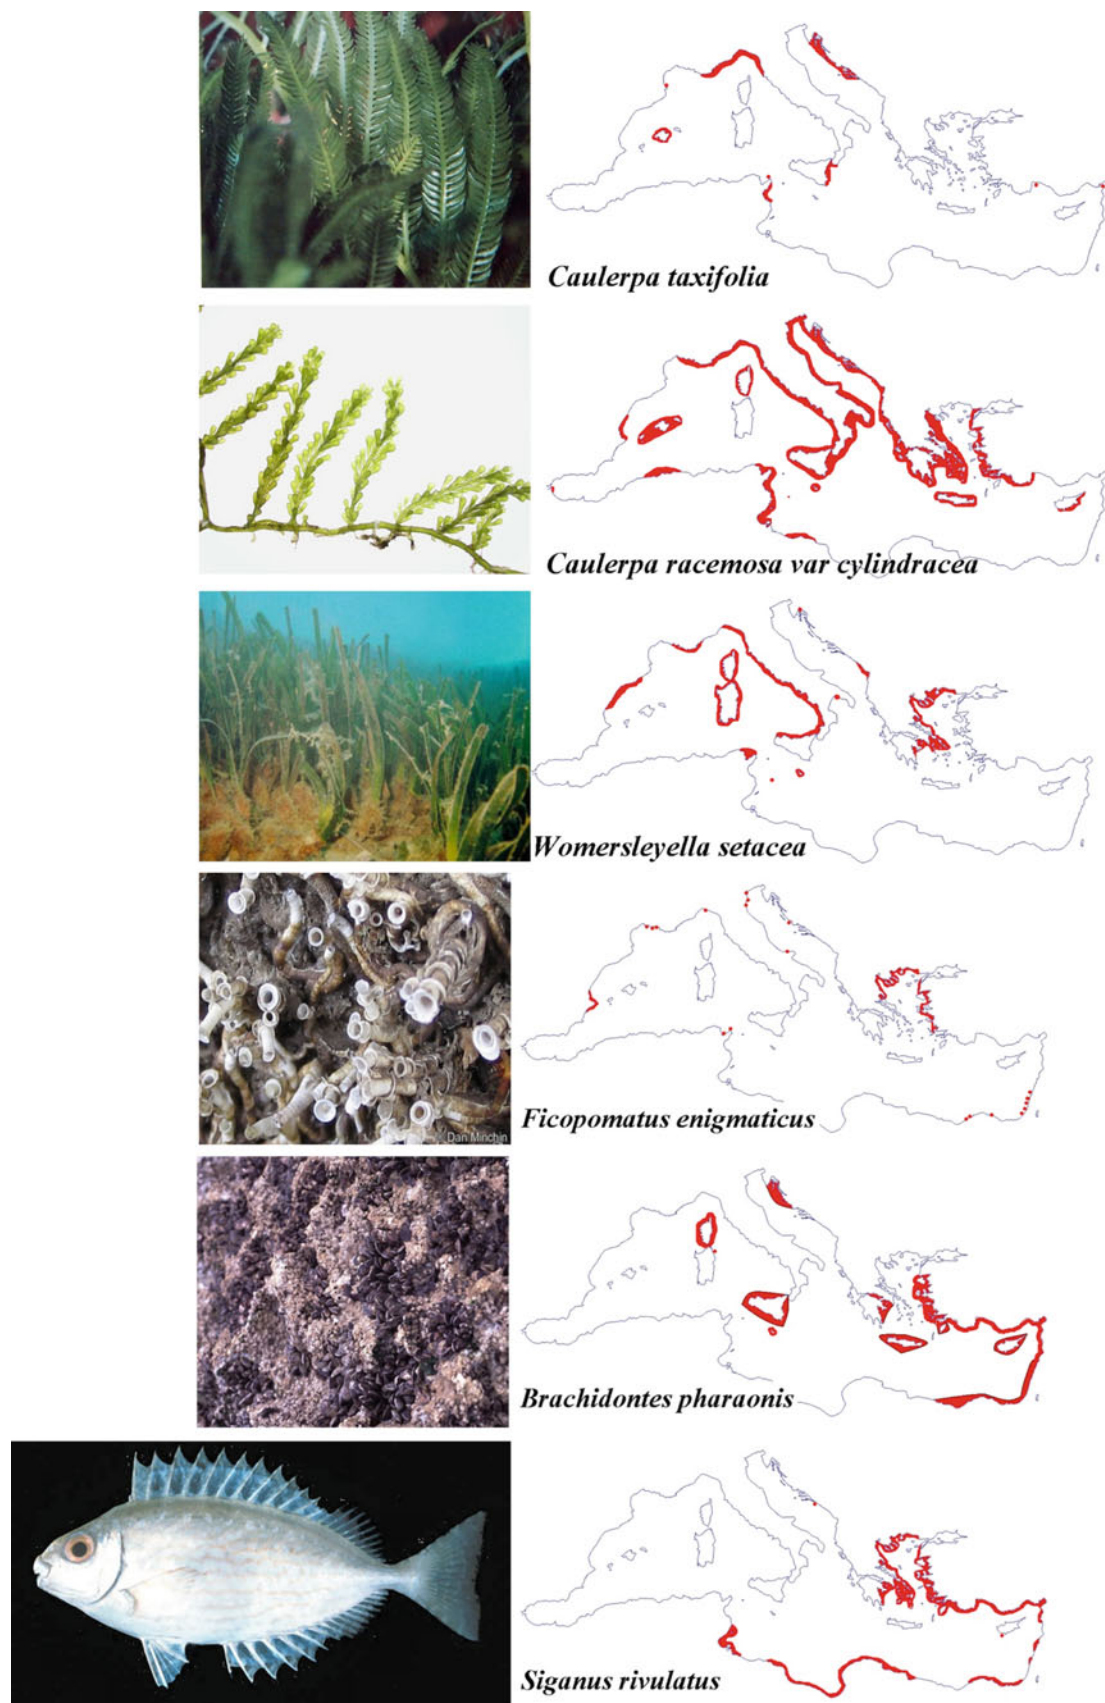 Caulerpa taxifolia
Caulerpa racemosa var cylindracea
Womersleyella setacea
Dan Minchin
Ficopomatus enigmaticus
Brachidontes pharaonis
Siganus rivulatus